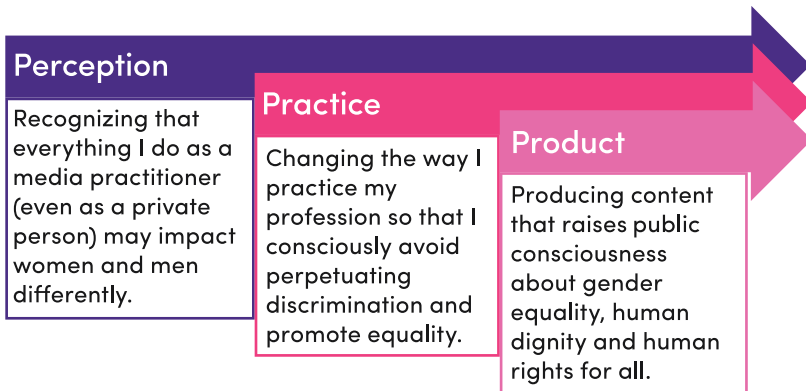 Perception
Recognizing that
everything I do as a
media practitioner
(even as a private
person) may impact
women and men
differently.
Practice
Changing the way I
practice my
profession so that I
consciously avoid
perpetuating
discrimination and
promote equality.
Product
Producing content
that raises public
consciousness
about gender
equality, human
dignity and human
rights for all.